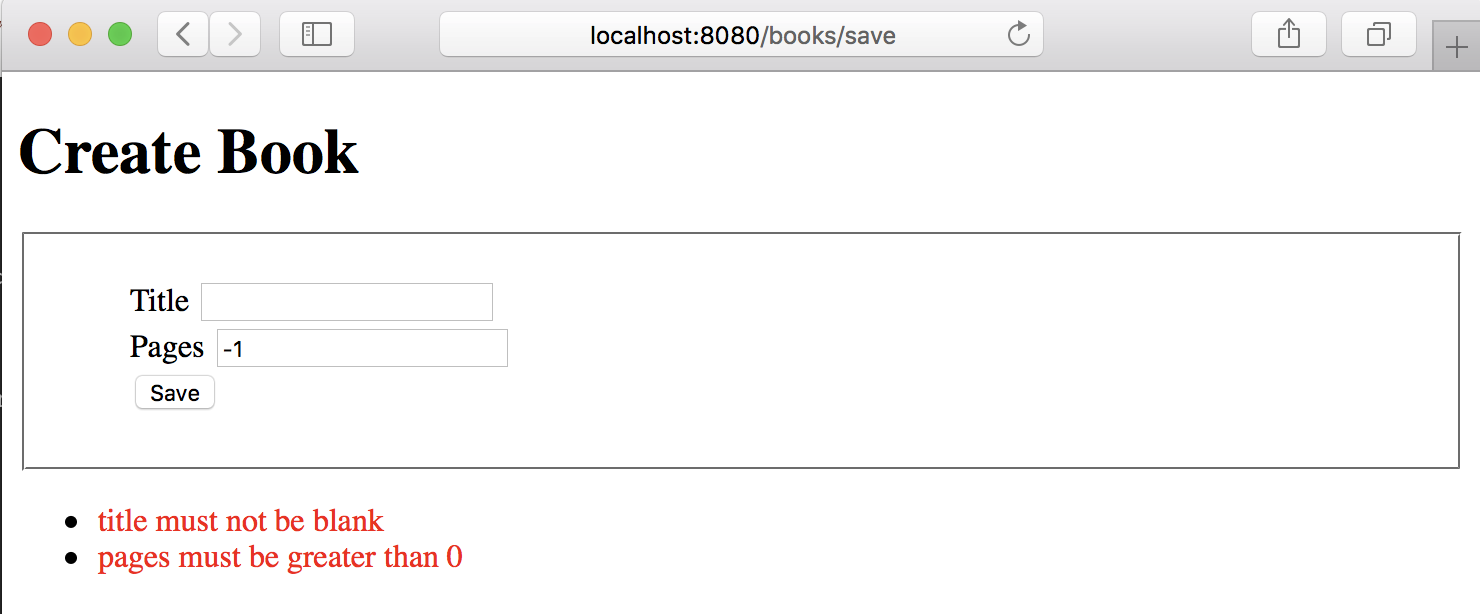 localhost:8080/books/save
Create Book
Title
Pages -1
Save
title must not be blank
pages must be greater than 0